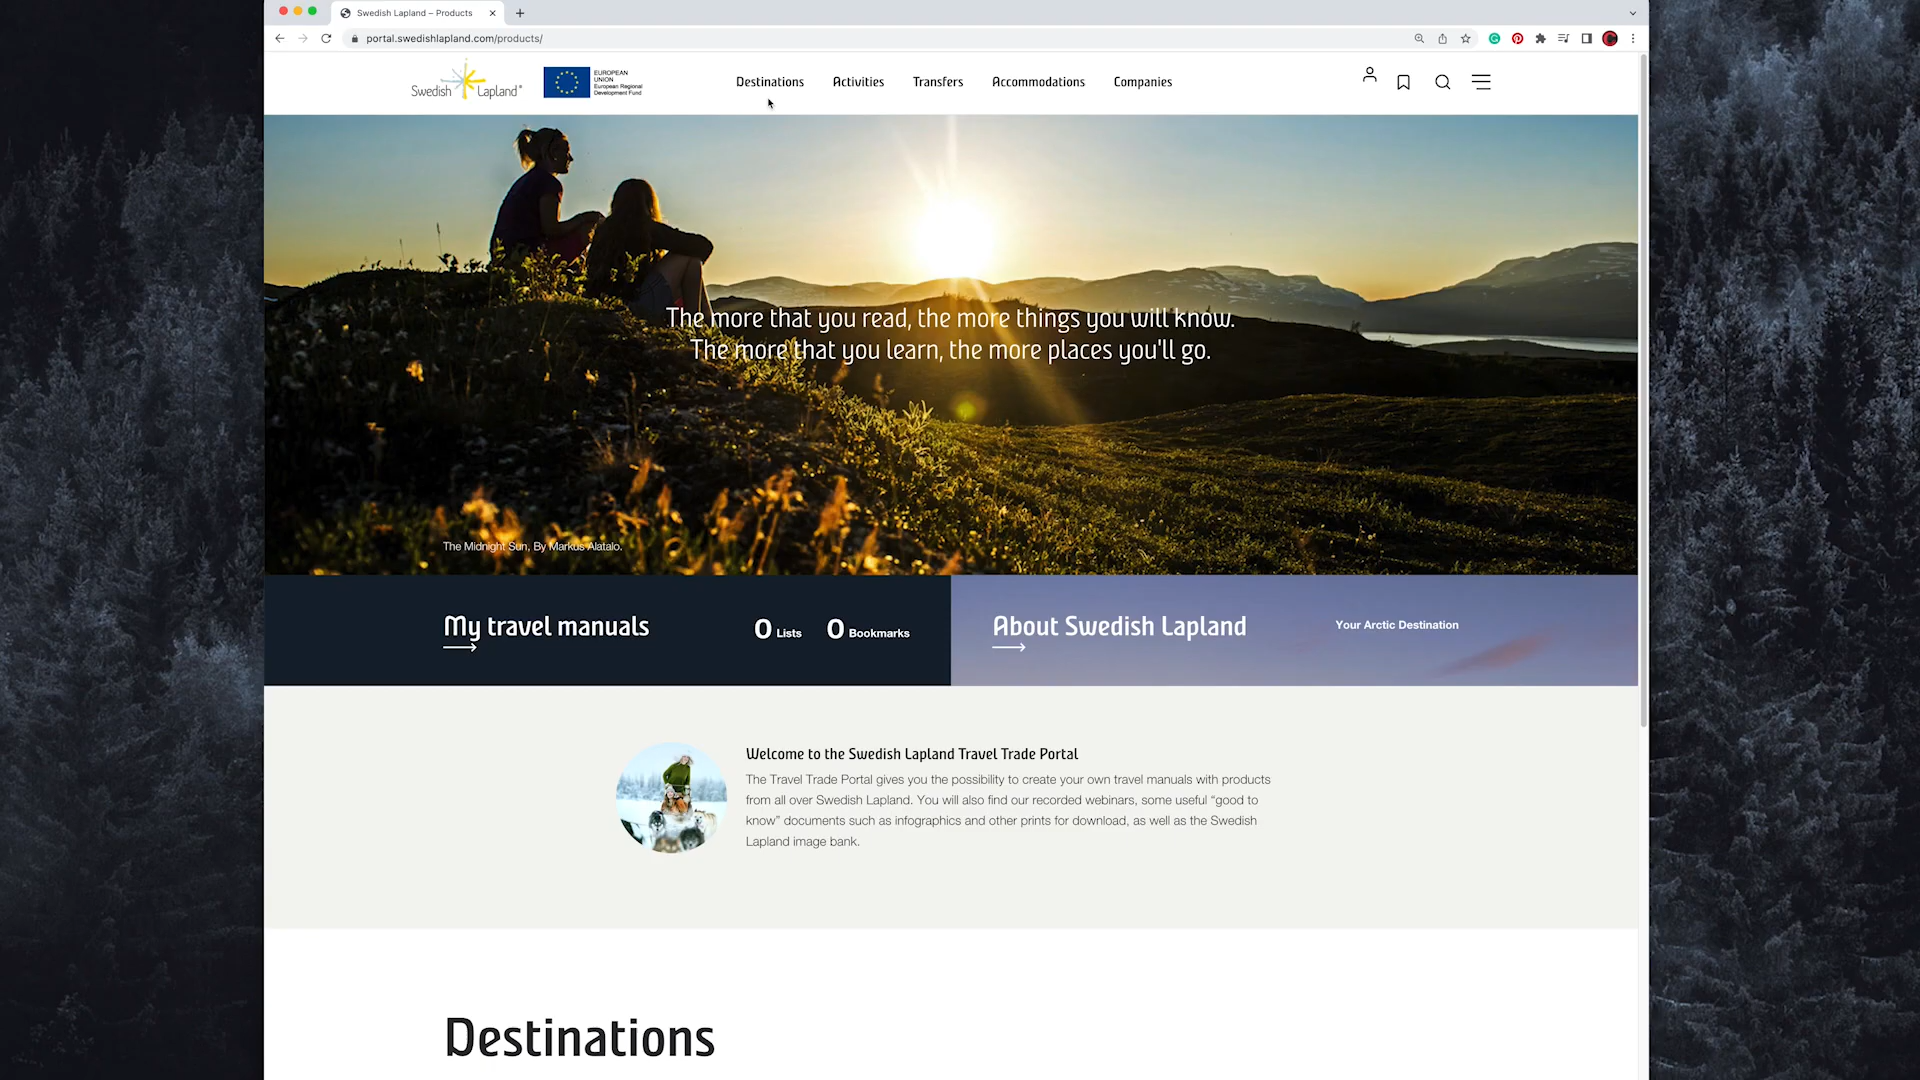 Swedish Lapland – Products
portal.swedishlapland.com/products/
Swedish Lapland®
EUROPEAN
UNION
European Regional
Development Fund
Destinations
Activities
Transfers
Accommodations
Companies
The more that you read, the more things you will know.
The more that you learn, the more places you'll go.
The Midnight Sun, By Markus Alatalo.
My travel manuals
0 Lists
0 Bookmarks
About Swedish Lapland
Your Arctic Destination
Welcome to the Swedish Lapland Travel Trade Portal
The Travel Trade Portal gives you the possibility to create your own travel manuals with products
from all over Swedish Lapland. You will also find our recorded webinars, some useful “good to
know” documents such as infographics and other prints for download, as well as the Swedish
Lapland image bank.
Destinations